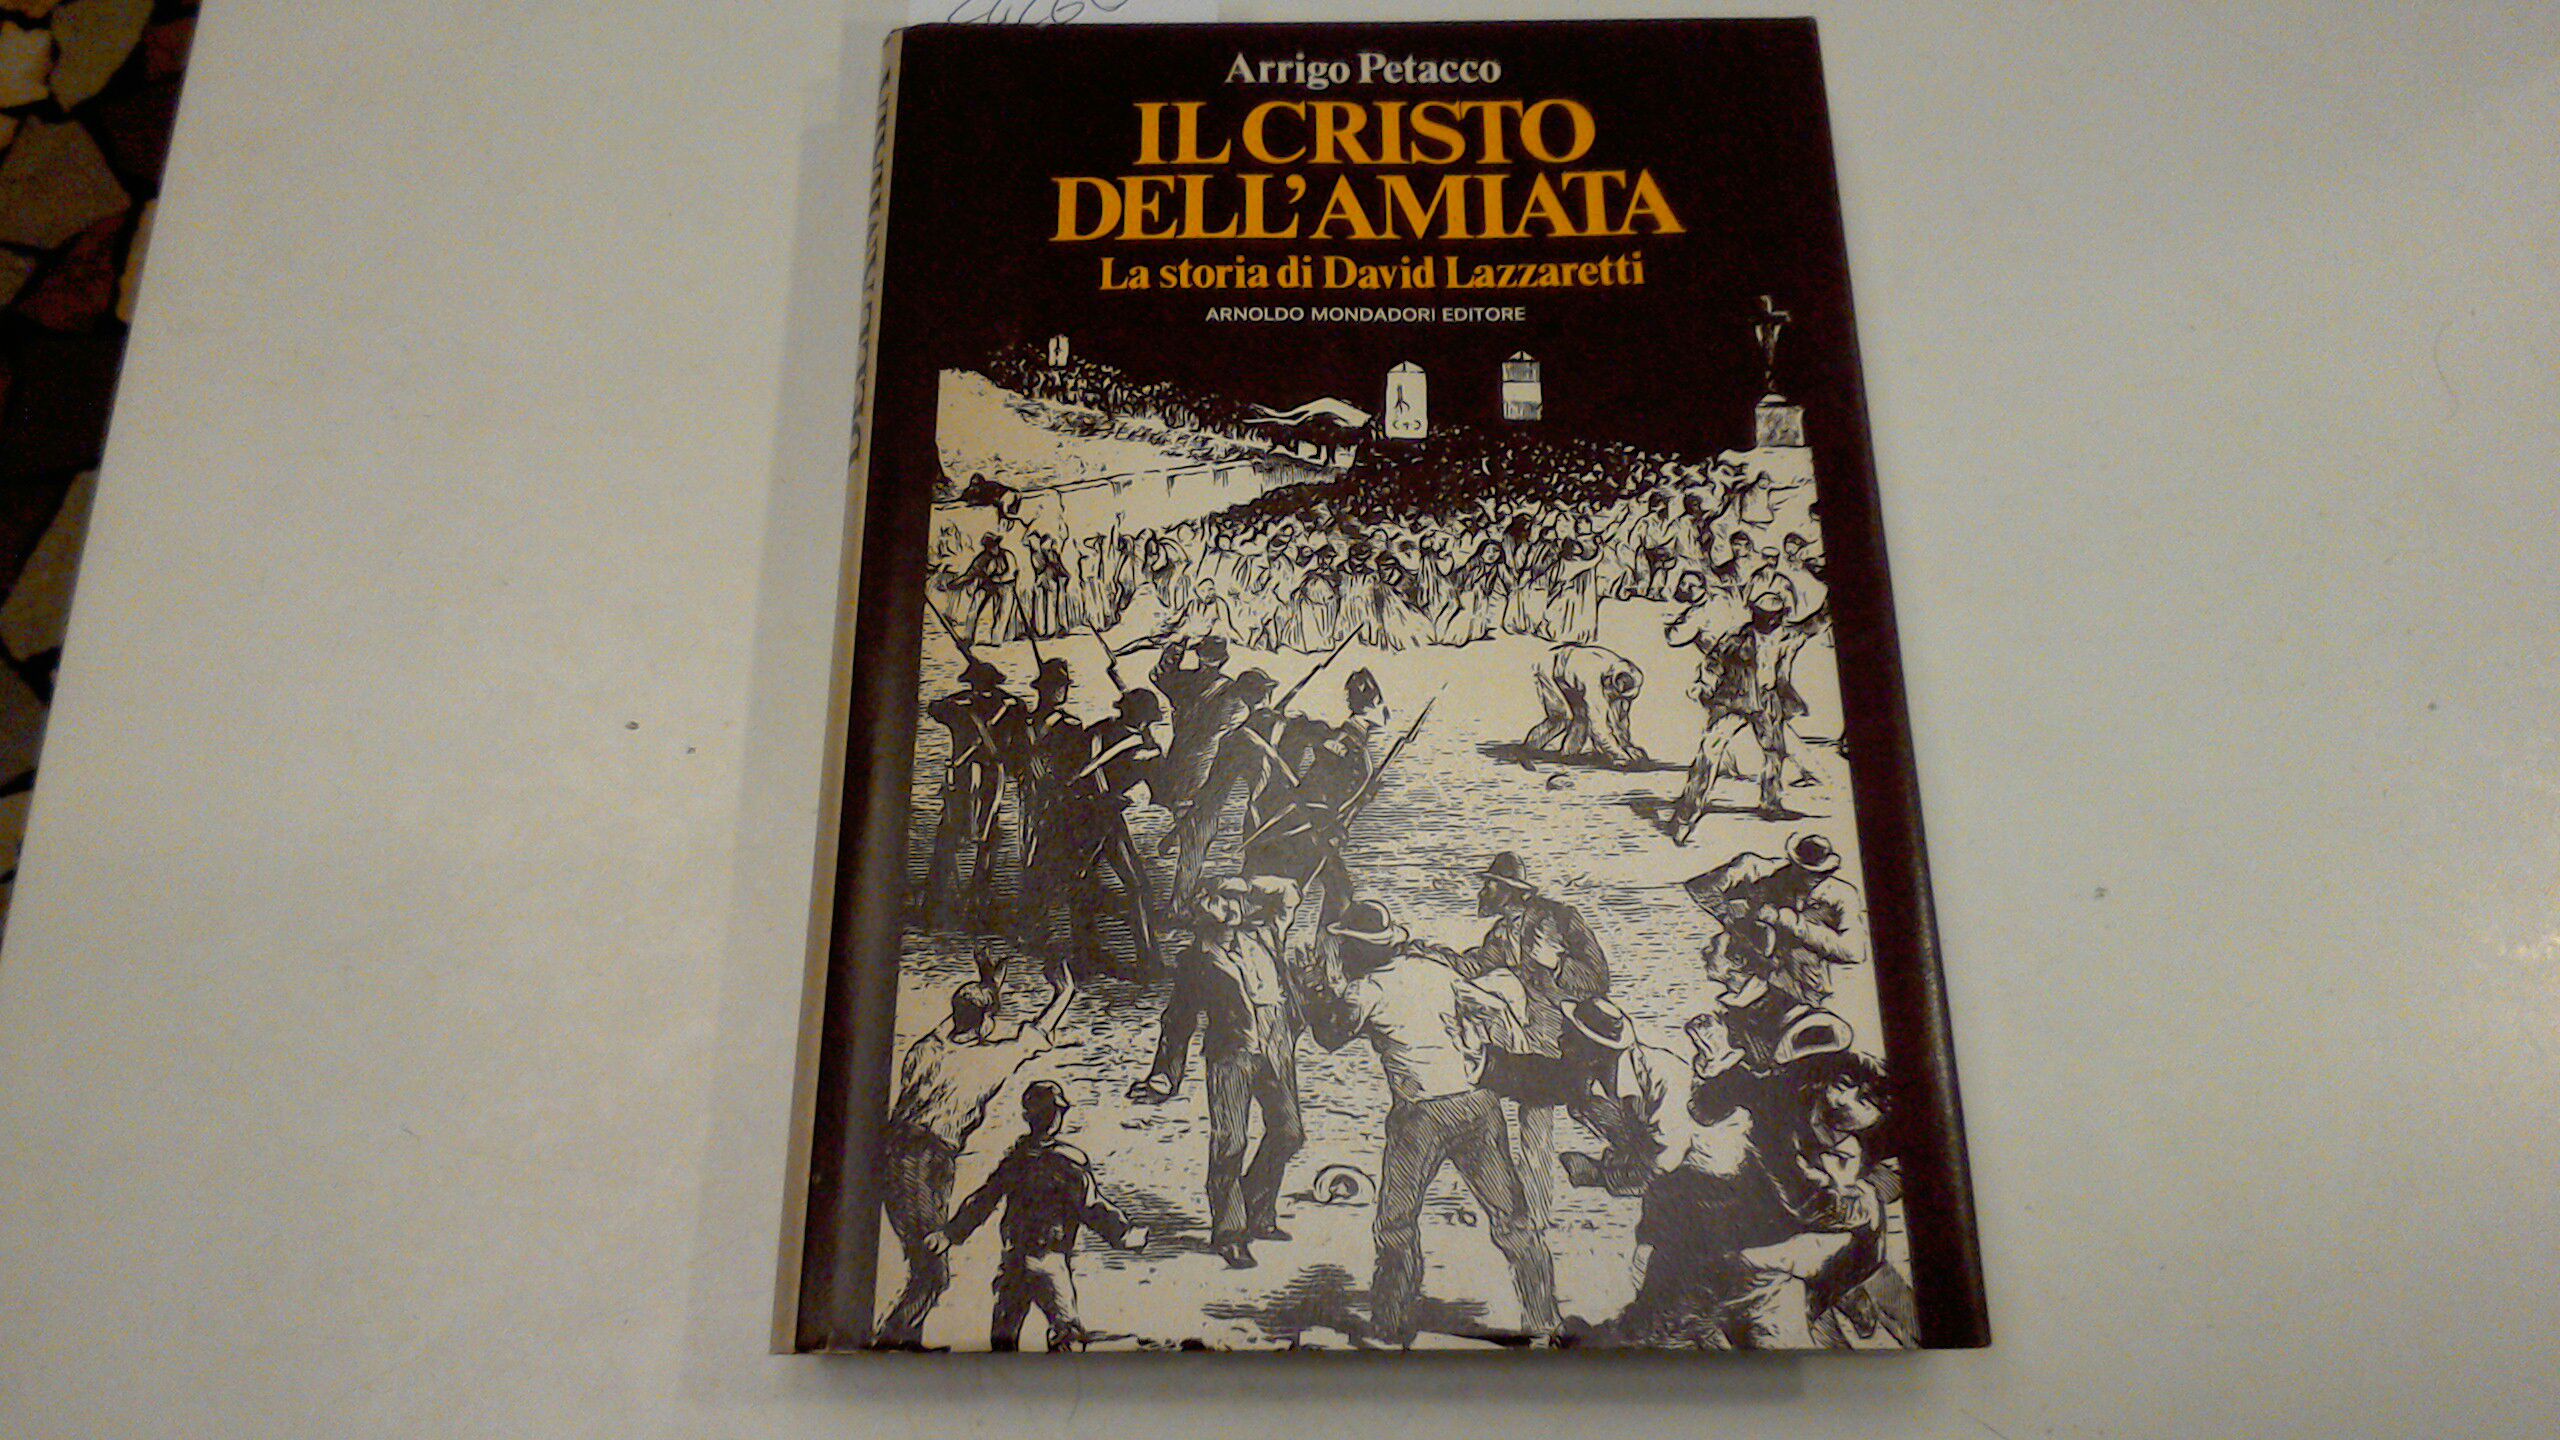 Arrigo Petacco
IL CRISTO
DELL'AMIATA
La storia di David Lazzaretti
ARNOLDO MONDADORI EDITORE